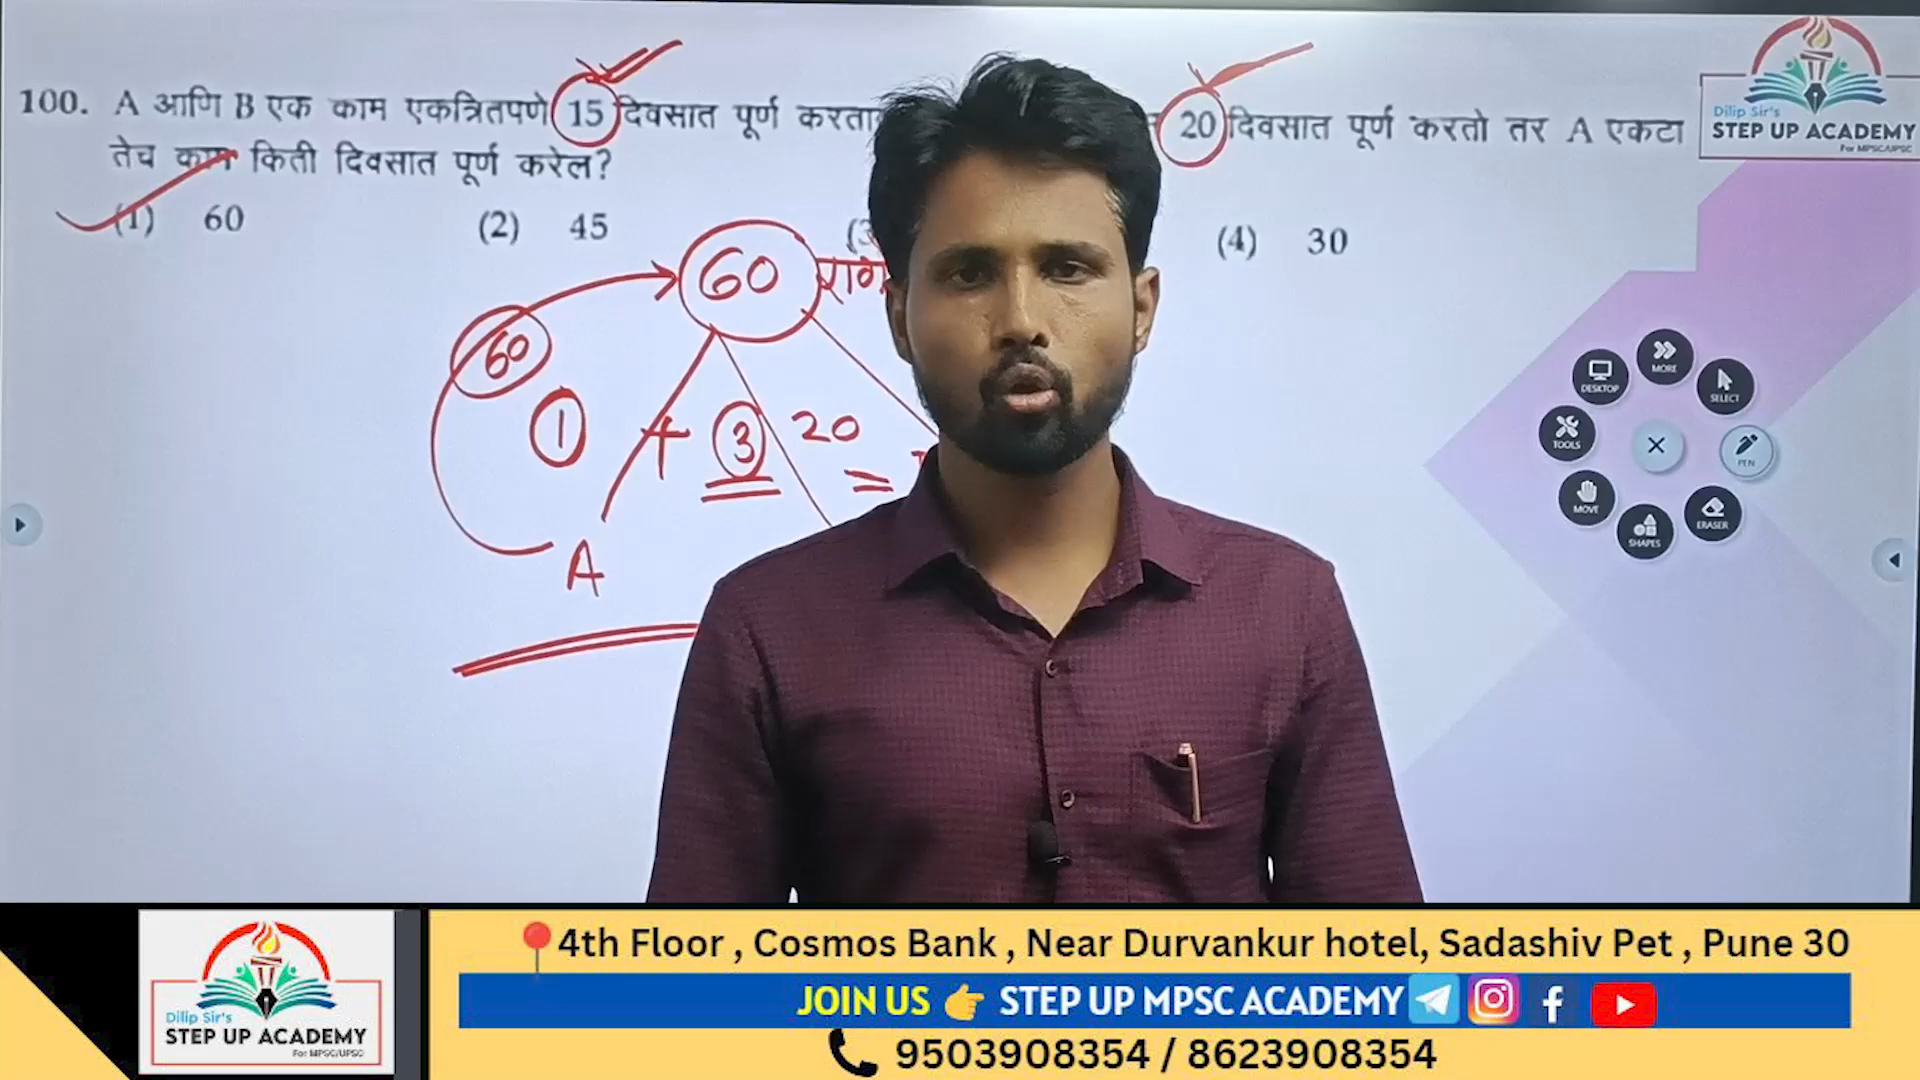 100. A आणि B एक काम एकत्रितपणे 15 दिवसात पूर्ण करतात 20 दिवसात पूर्ण करतो तर A एकटा
तेच काम किती दिवसात पूर्ण करेल?
(1) 60 (2) 45 (3 (4) 30
Dilip Sir's
STEP UP ACADEMY
For MPSC/UPSC
60
60
1 + 3 20
=
A
MORE
DESKTOP
SELECT
TOOLS
PEN
MOVE
ERASER
SHAPES
Dilip Sir's
STEP UP ACADEMY
For MPSC/UPSC
4th Floor , Cosmos Bank , Near Durvankur hotel, Sadashiv Pet , Pune 30
JOIN US 👉 STEP UP MPSC ACADEMY
9503908354 / 8623908354